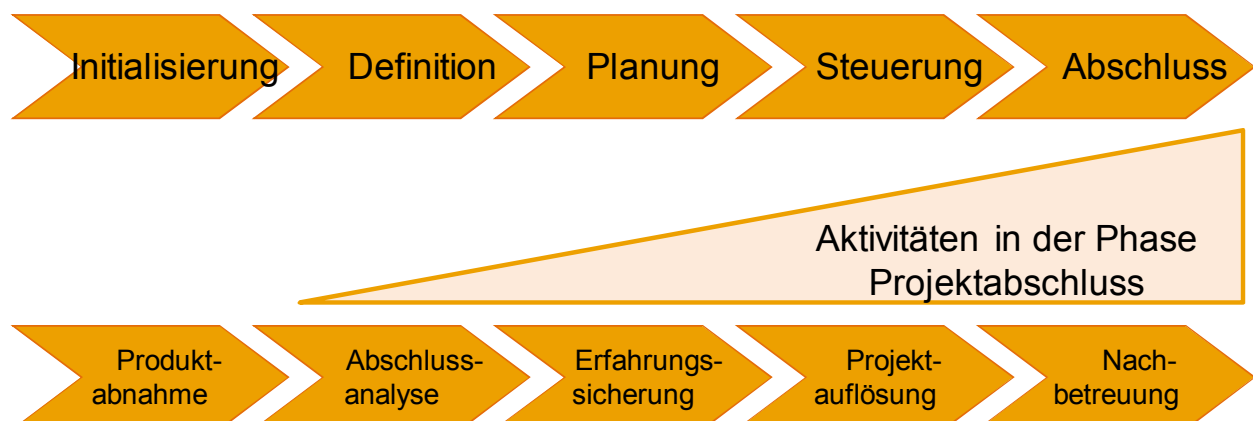 Initialisierung Definition Planung Steuerung Abschluss
Aktivitäten in der Phase
Projektabschluss
Produkt-
abnahme
Abschluss-
analyse
Erfahrungs-
sicherung
Projekt-
auflösung
Nach-
betreuung